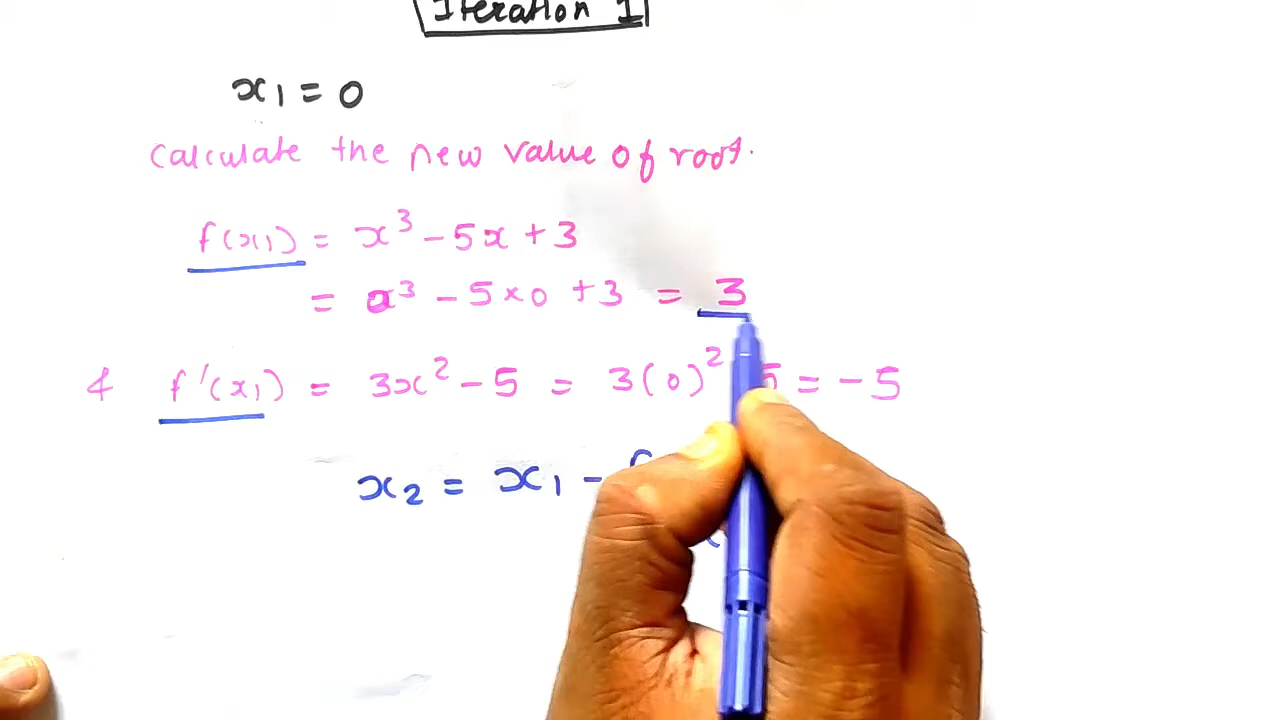 Iteration 1
x₁ = 0
Calculate the new value of root.
f(x₁) = x³ - 5x + 3
= 0³ - 5×0 + 3 = 3
& f'(x₁) = 3x² - 5 = 3(0)² 5 = -5
x₂ = x₁ - f